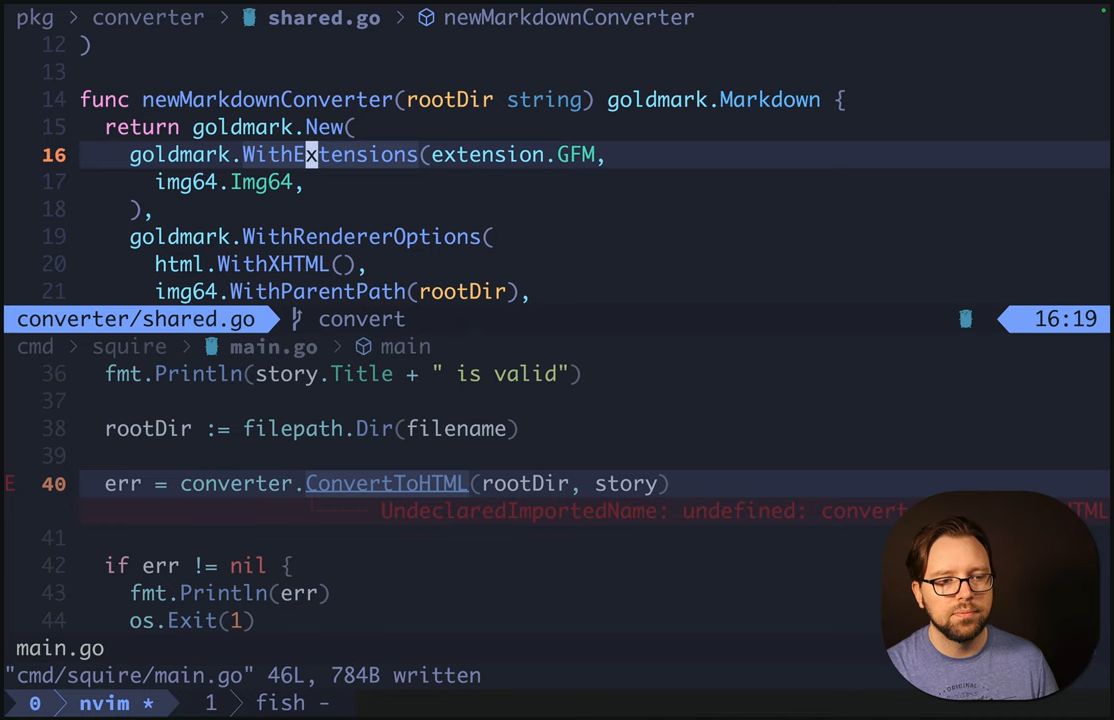 pkg > converter > shared.go > newMarkdownConverter
12 )
13
14 func newMarkdownConverter(rootDir string) goldmark.Markdown {
15 return goldmark.New(
16 goldmark.WithExtensions(extension.GFM,
17 img64.Img64,
18 ),
19 goldmark.WithRendererOptions(
20 html.WithXHTML(),
21 img64.WithParentPath(rootDir),
converter/shared.go convert 16:19
cmd > squire > main.go > main
36 fmt.Println(story.Title + " is valid")
37
38 rootDir := filepath.Dir(filename)
39
E 40 err = converter.ConvertToHTML(rootDir, story)
UndeclaredImportedName: undefined: convert HTML
41
42 if err != nil {
43 fmt.Println(err)
44 os.Exit(1)
main.go
"cmd/squire/main.go" 46L, 784B written
0 nvim * 1 fish -
ORIGINAL